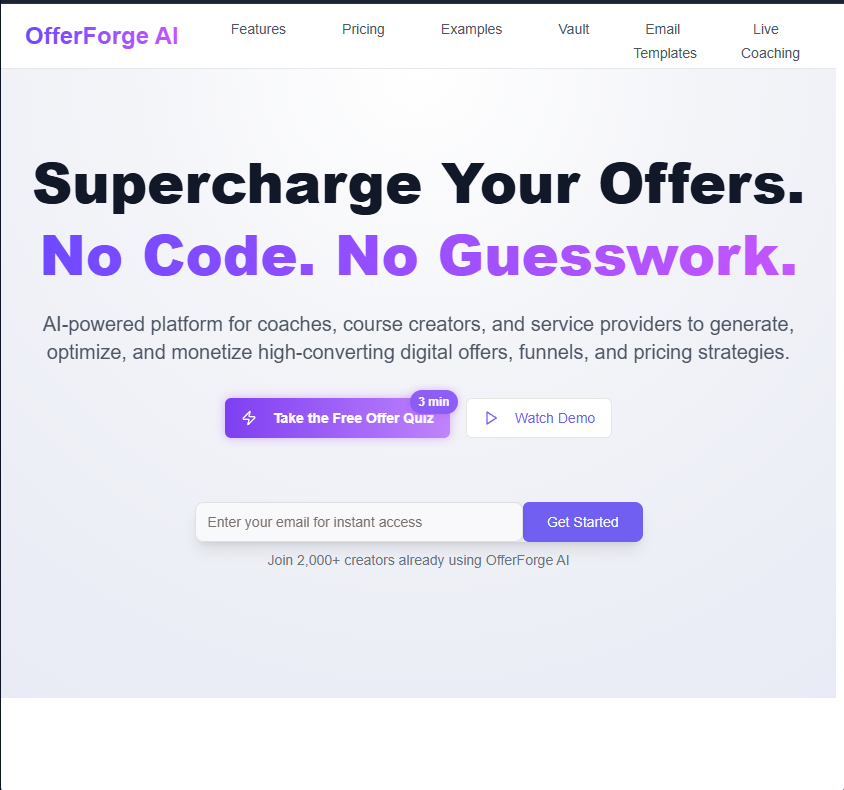 OfferForge AI
Features
Pricing
Examples
Vault
Email
Templates
Live
Coaching
Supercharge Your Offers.
No Code. No Guesswork.
AI-powered platform for coaches, course creators, and service providers to generate,
optimize, and monetize high-converting digital offers, funnels, and pricing strategies.
3 min
Take the Free Offer Quiz
Watch Demo
Enter your email for instant access
Get Started
Join 2,000+ creators already using OfferForge AI